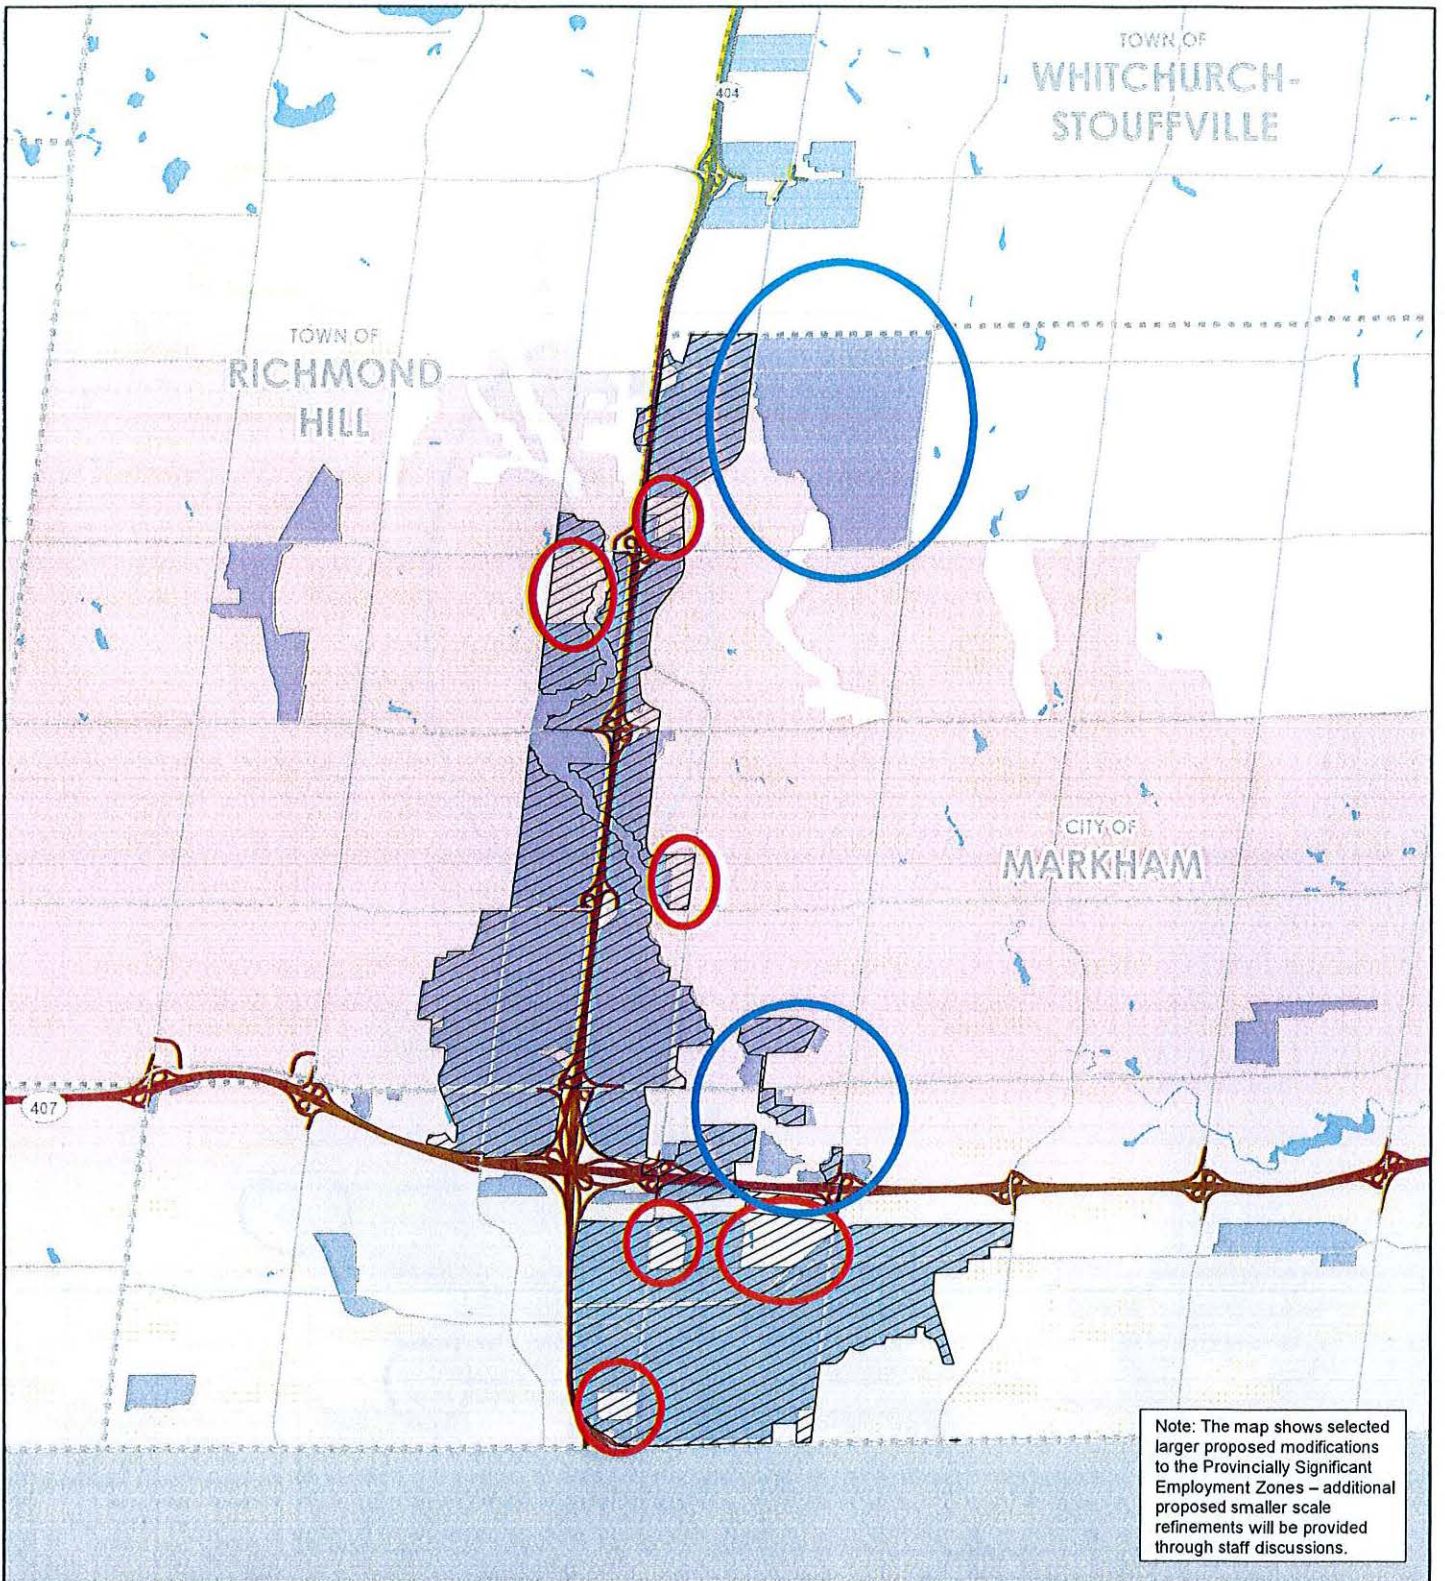 TOWN OF
WHITCHURCH-
STOUFFVILLE
404
TOWN OF
RICHMOND
HILL
CITY OF
MARKHAM
407
Note: The map shows selected
larger proposed modifications
to the Provincially Significant
Employment Zones – additional
proposed smaller scale
refinements will be provided
through staff discussions.